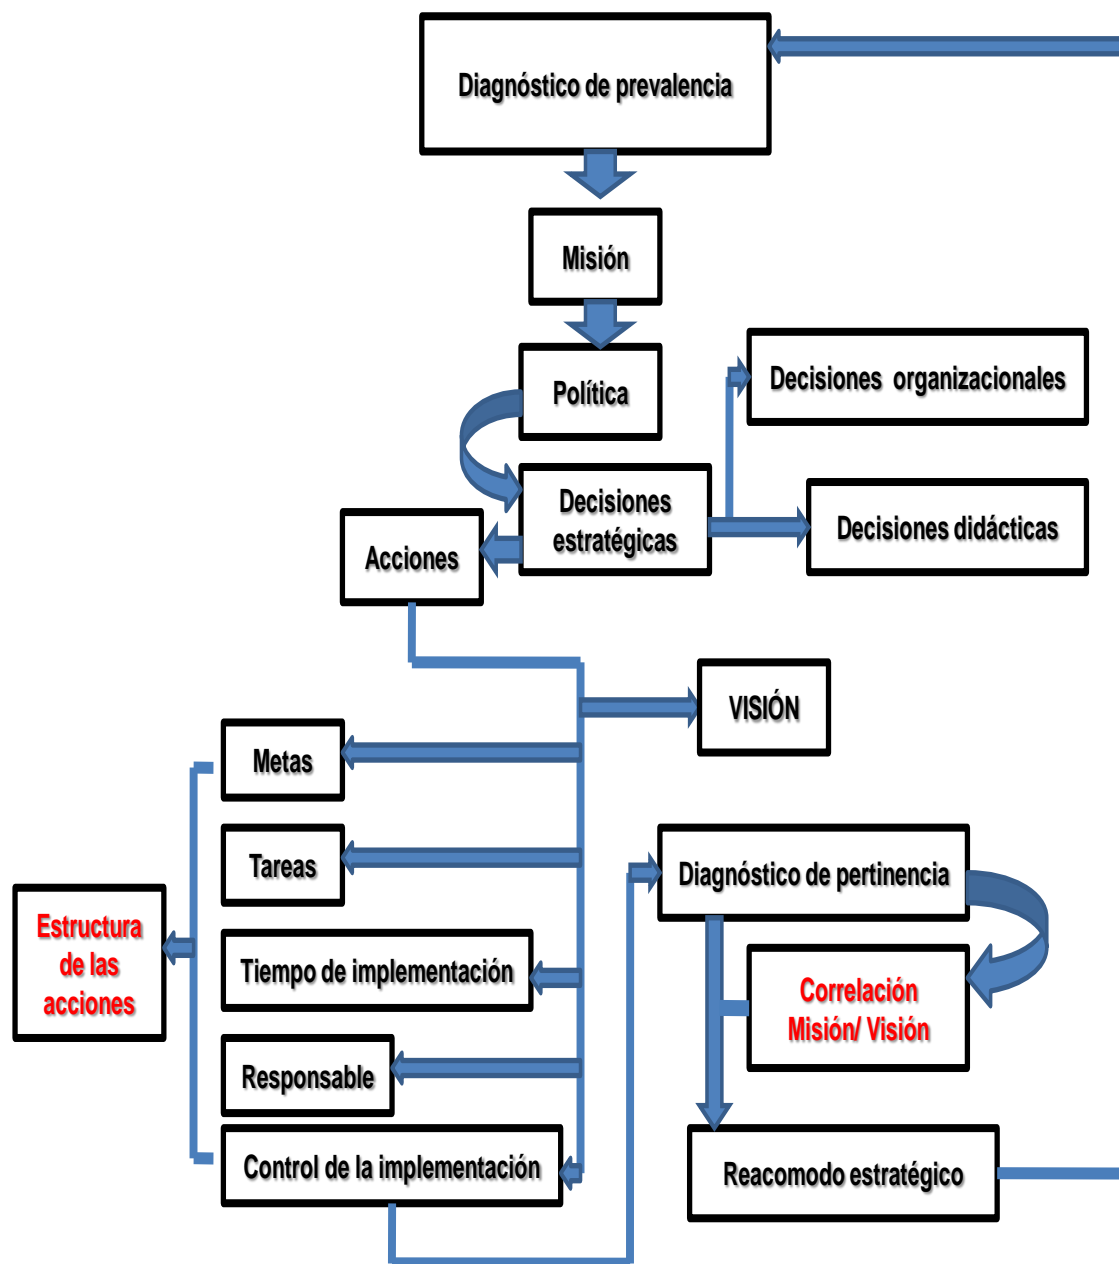 Diagnóstico de prevalencia
Misión
Política
Decisiones organizacionales
Decisiones
estratégicas
Decisiones didácticas
Acciones
VISIÓN
Metas
Tareas
Diagnóstico de pertinencia
Estructura
de las
acciones
Tiempo de implementación
Correlación
Misión/ Visión
Responsable
Control de la implementación
Reacomodo estratégico